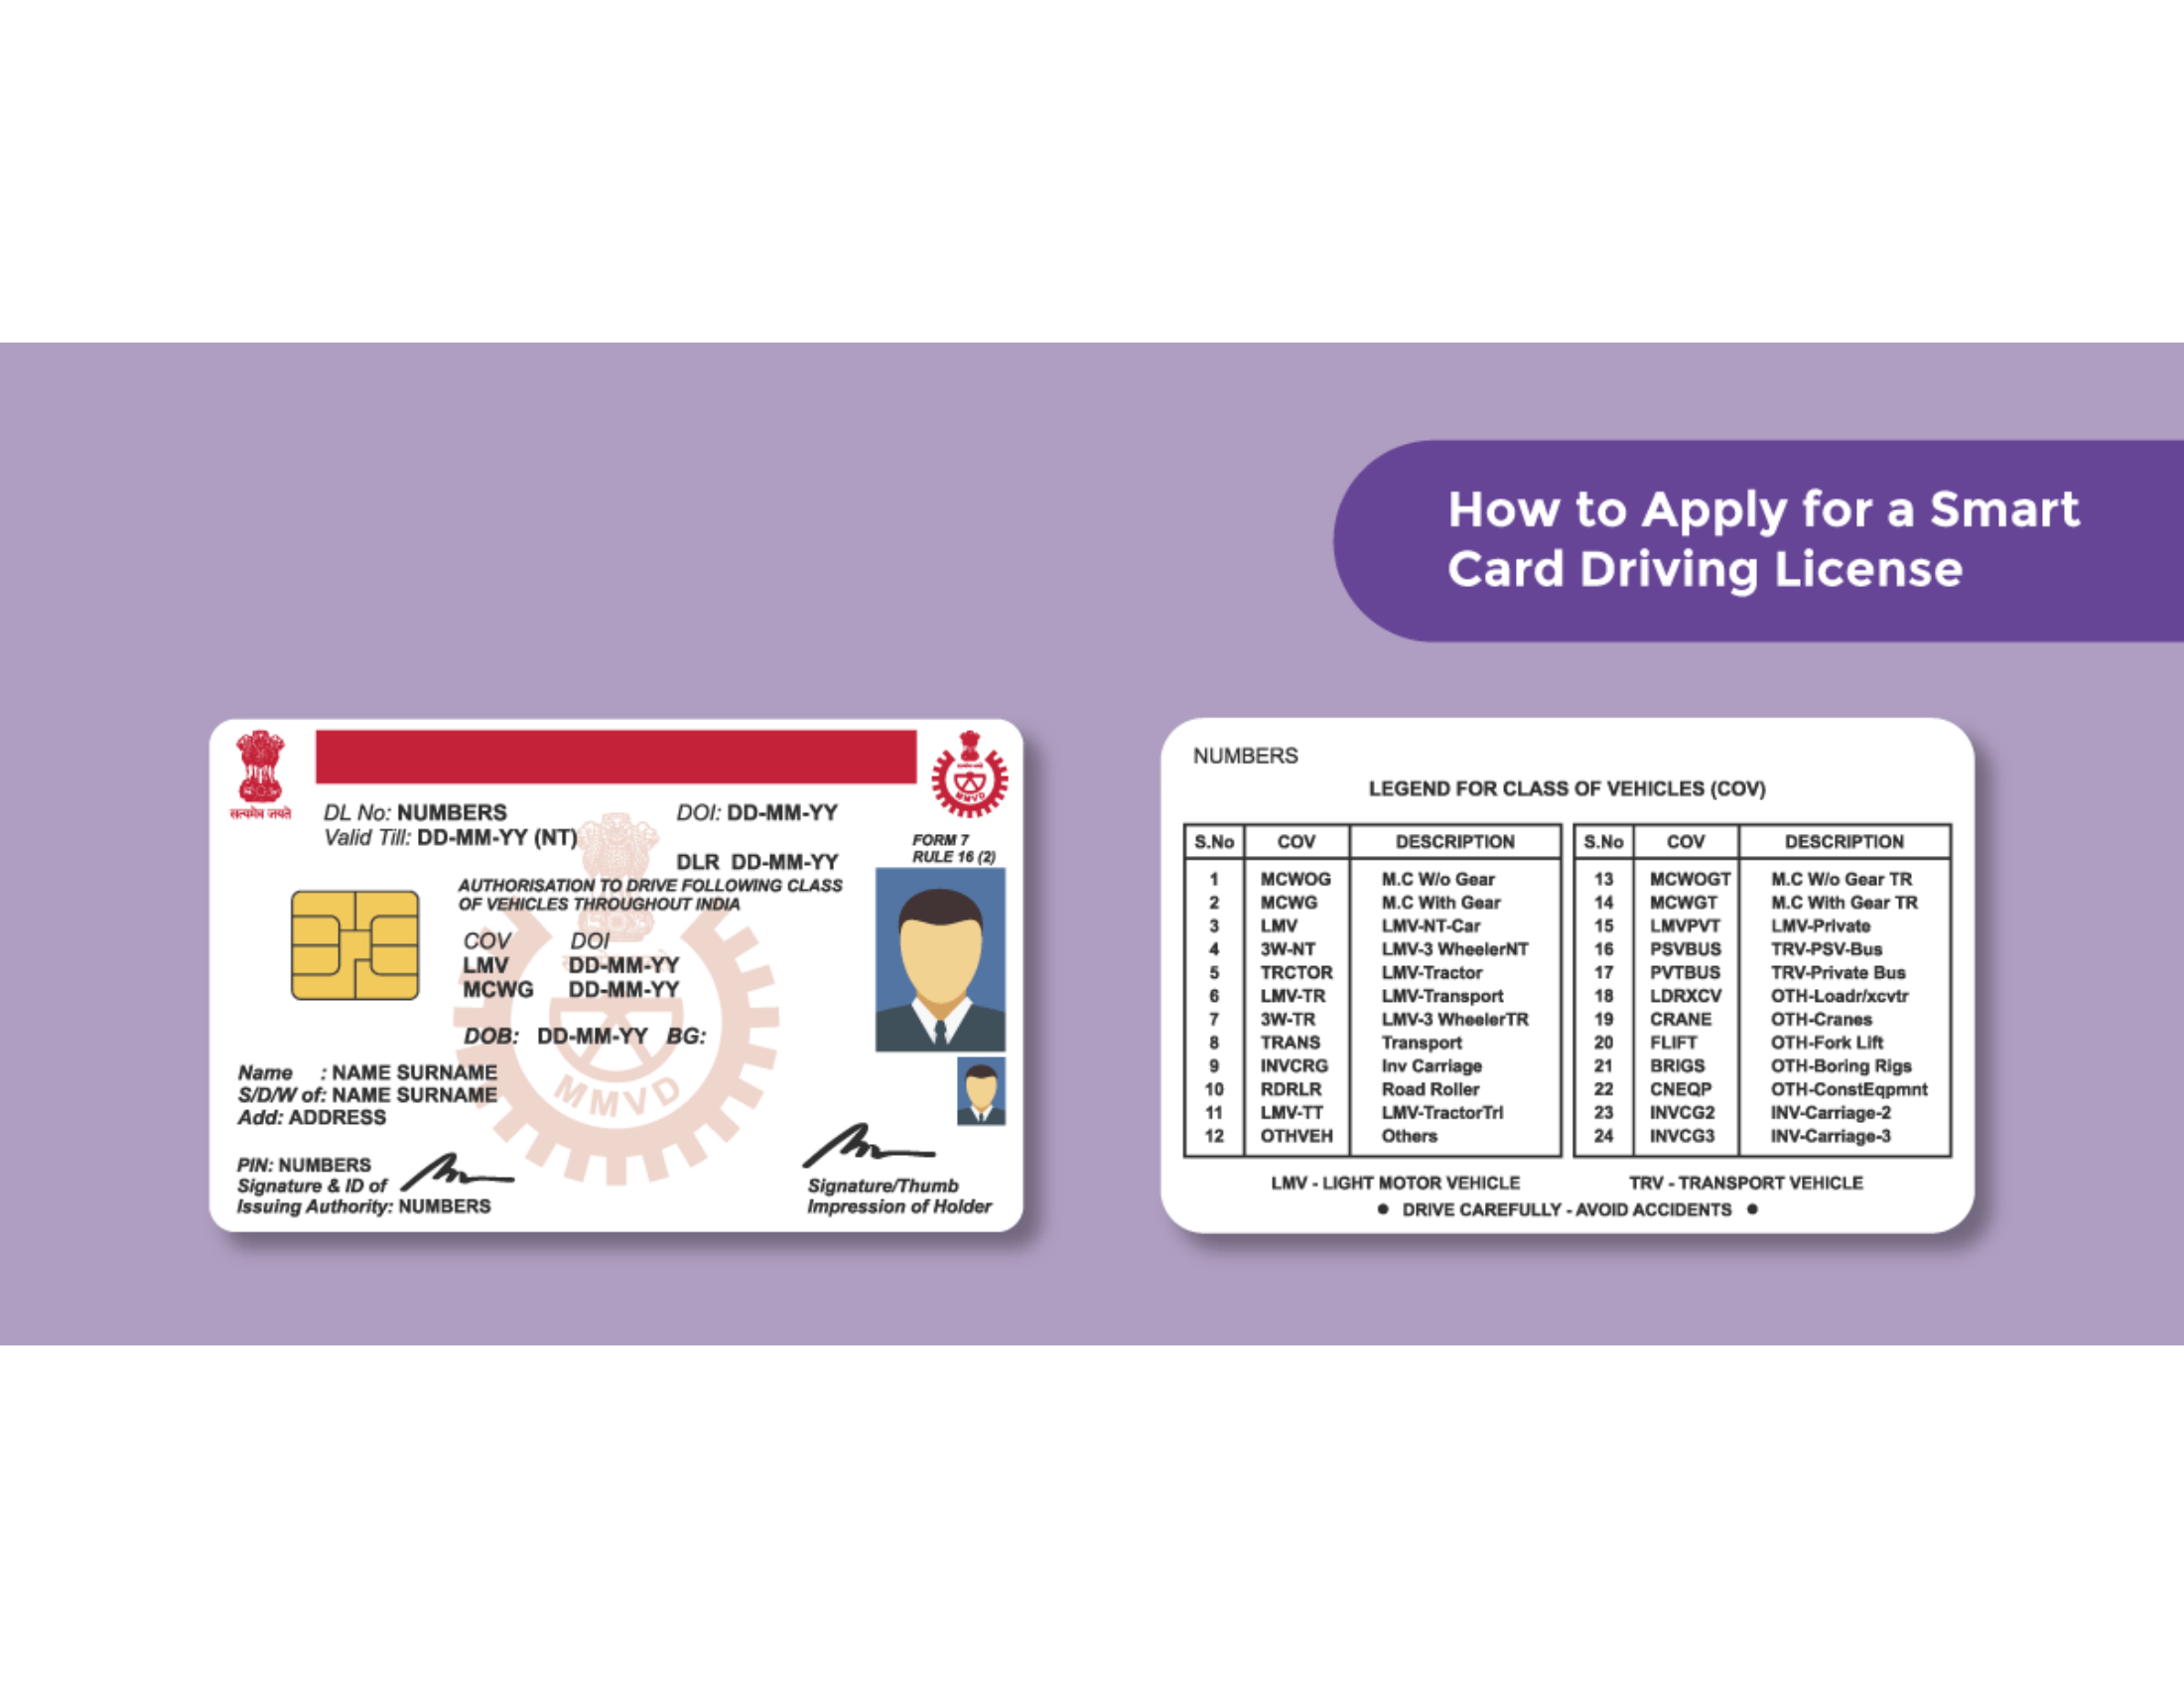 How to Apply for a Smart
Card Driving License
सत्यमेव जयते
MMVD
DL No: NUMBERS DOI: DD-MM-YY
Valid Till: DD-MM-YY (NT)
FORM 7
RULE 16 (2)
DLR DD-MM-YY
AUTHORISATION TO DRIVE FOLLOWING CLASS
OF VEHICLES THROUGHOUT INDIA
COV DOI
LMV DD-MM-YY
MCWG DD-MM-YY
DOB: DD-MM-YY BG:
MMVD
Name : NAME SURNAME
S/D/W of: NAME SURNAME
Add: ADDRESS
PIN: NUMBERS
Signature & ID of
Issuing Authority: NUMBERS
Signature/Thumb
Impression of Holder
NUMBERS
LEGEND FOR CLASS OF VEHICLES (COV)
S.No COV DESCRIPTION S.No COV DESCRIPTION
1 MCWOG M.C W/o Gear 13 MCWOGT M.C W/o Gear TR
2 MCWG M.C With Gear 14 MCWGT M.C With Gear TR
3 LMV LMV-NT-Car 15 LMVPVT LMV-Private
4 3W-NT LMV-3 WheelerNT 16 PSVBUS TRV-PSV-Bus
5 TRCTOR LMV-Tractor 17 PVTBUS TRV-Private Bus
6 LMV-TR LMV-Transport 18 LDRXCV OTH-Loadr/xcvtr
7 3W-TR LMV-3 WheelerTR 19 CRANE OTH-Cranes
8 TRANS Transport 20 FLIFT OTH-Fork Lift
9 INVCRG Inv Carriage 21 BRIGS OTH-Boring Rigs
10 RDRLR Road Roller 22 CNEQP OTH-ConstEqpmnt
11 LMV-TT LMV-TractorTrl 23 INVCG2 INV-Carriage-2
12 OTHVEH Others 24 INVCG3 INV-Carriage-3
LMV - LIGHT MOTOR VEHICLE TRV - TRANSPORT VEHICLE
● DRIVE CAREFULLY - AVOID ACCIDENTS ●